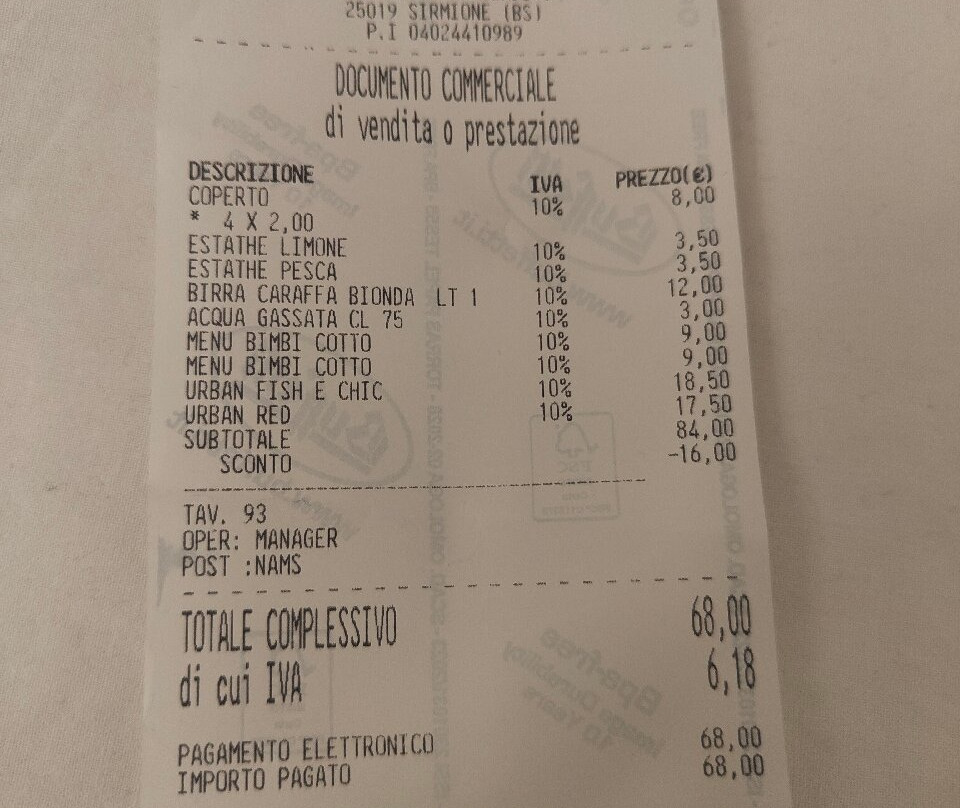 25019 SIRMIONE (BS)
P.I 04024410989
DOCUMENTO COMMERCIALE
di vendita o prestazione
DESCRIZIONE IVA PREZZO(€)
COPERTO 10% 8,00
* 4 X 2,00
ESTATHE LIMONE 10% 3,50
ESTATHE PESCA 10% 3,50
BIRRA CARAFFA BIONDA LT 1 10% 12,00
ACQUA GASSATA CL 75 10% 3,00
MENU BIMBI COTTO 10% 9,00
MENU BIMBI COTTO 10% 9,00
URBAN FISH E CHIC 10% 18,50
URBAN RED 10% 17,50
SUBTOTALE 84,00
SCONTO -16,00
TAV. 93
OPER: MANAGER
POST :NAMS
TOTALE COMPLESSIVO 68,00
di cui IVA 6,18
PAGAMENTO ELETTRONICO 68,00
IMPORTO PAGATO 68,00